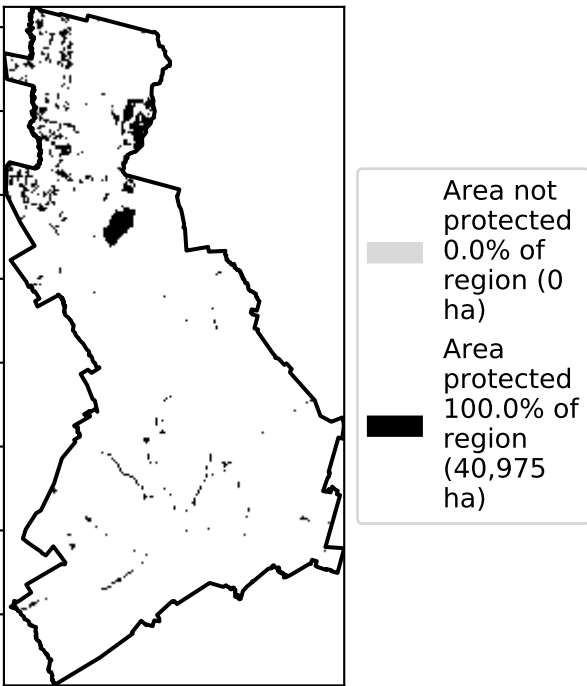 Area not
protected
0.0% of
region (0
ha)
Area
protected
100.0% of
region
(40,975
ha)